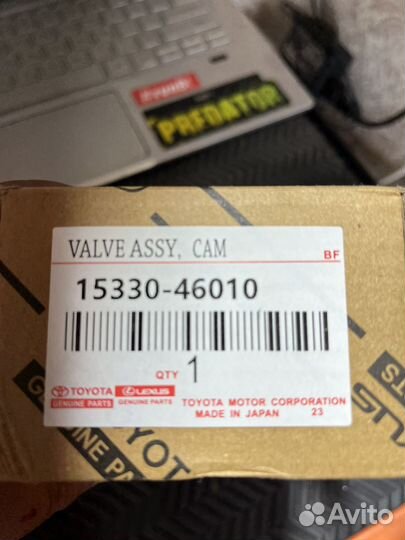 PREDATOR
VALVE ASSY, CAM
BF
15330-46010
QTY 1
TOYOTA LEXUS
GENUINE PARTS GENUINE PARTS
TOYOTA MOTOR CORPORATION
MADE IN JAPAN 23
Avito